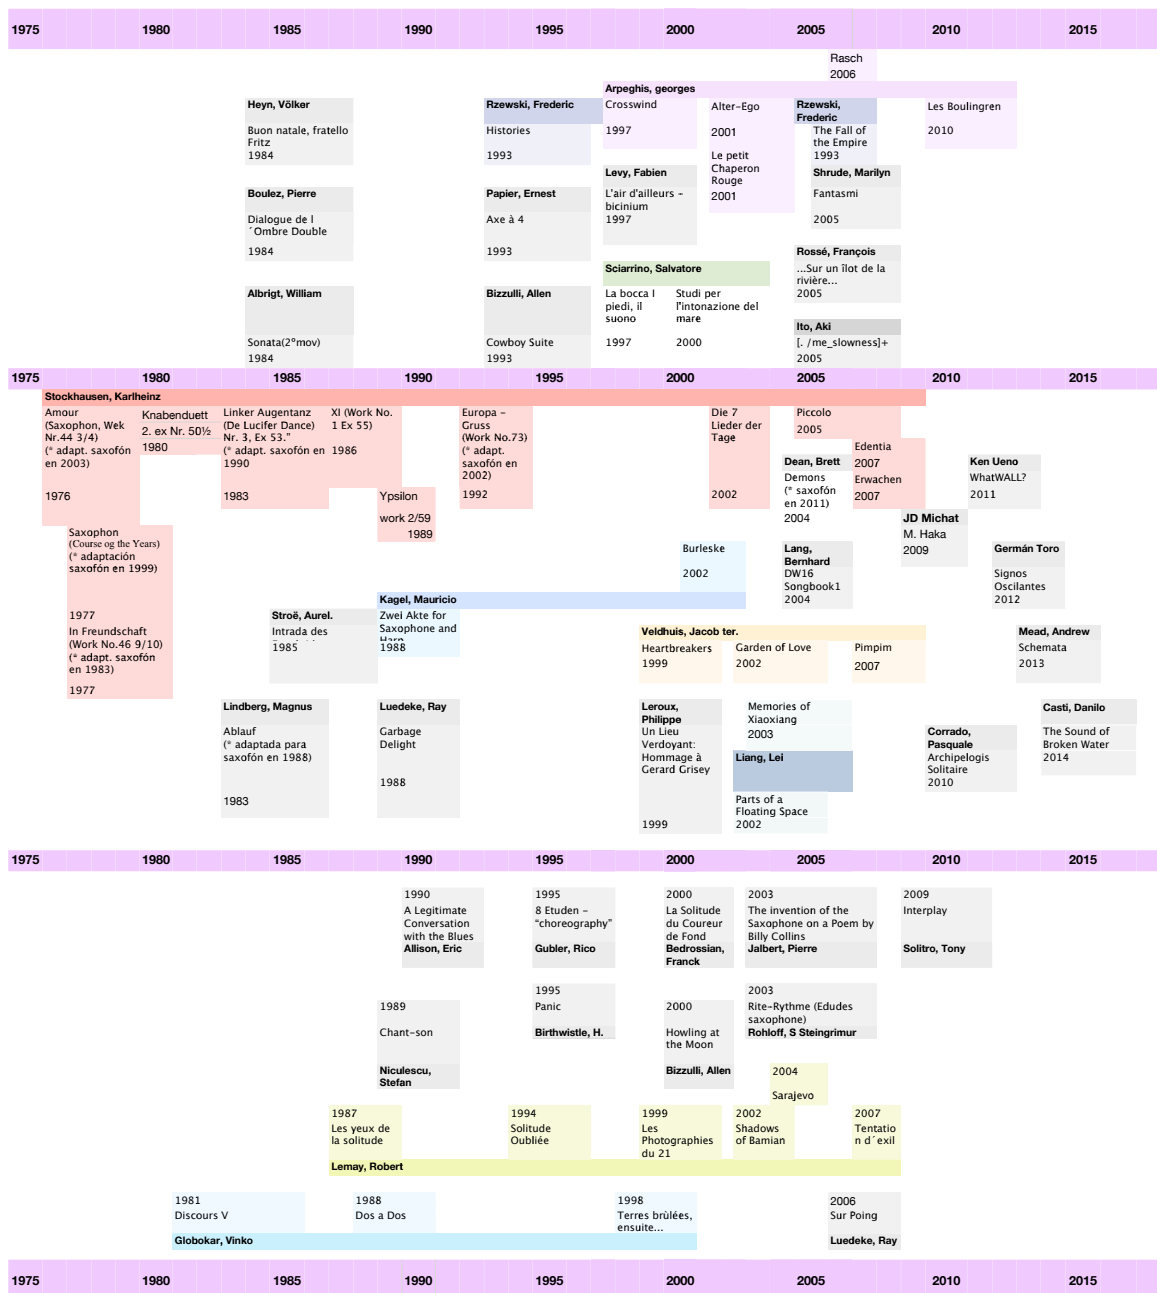 1975 1980 1985 1990 1995 2000 2005 2010 2015
Rasch
2006
Arpeghis, georges
Heyn, Völker
Buon natale, fratello
Fritz
1984
Rzewski, Frederic
Histories
1993
Crosswind
1997
Alter-Ego
2001
Le petit
Chaperon
Rouge
2001
Rzewski,
Frederic
The Fall of
the Empire
1993
Les Boulingren
2010
Boulez, Pierre
Dialogue de l
´Ombre Double
1984
Papier, Ernest
Axe à 4
1993
Levy, Fabien
L'air d'ailleurs –
bicinium
1997
Shrude, Marilyn
Fantasmi
2005
Rossé, François
...Sur un îlot de la
rivière...
2005
Albrigt, William
Sonata(2ºmov)
1984
Bizzulli, Allen
Cowboy Suite
1993
Sciarrino, Salvatore
La bocca I
piedi, il
suono
1997
Studi per
l'intonazione del
mare
2000
Ito, Aki
[. /me_slowness]+
2005
1975 1980 1985 1990 1995 2000 2005 2010 2015
Stockhausen, Karlheinz
Amour
(Saxophon, Wek
Nr.44 3/4)
(* adapt. saxofón
en 2003)
1976
Knabenduett
2. ex Nr. 50½
1980
Linker Augentanz
(De Lucifer Dance)
Nr. 3, Ex 53.”
(* adapt. saxofón en
1990
1983
XI (Work No.
1 Ex 55)
1986
Ypsilon
work 2/59
1989
Europa –
Gruss
(Work No.73)
(* adapt.
saxofón en
2002)
1992
Die 7
Lieder der
Tage
2002
Piccolo
2005
Edentia
2007
Erwachen
2007
Dean, Brett
Demons
(* saxofón
en 2011)
2004
Ken Ueno
WhatWALL?
2011
JD Michat
M. Haka
2009
Saxophon
(Course og the Years)
(* adaptación
saxofón en 1999)
1977
In Freundschaft
(Work No.46 9/10)
(* adapt. saxofón
en 1983)
1977
Burleske
2002
Lang,
Bernhard
DW16
Songbook1
2004
Germán Toro
Signos
Oscilantes
2012
Kagel, Mauricio
Zwei Akte for
Saxophone and
Harp
1988
Stroë, Aurel.
Intrada des
1985
Veldhuis, Jacob ter.
Heartbreakers
1999
Garden of Love
2002
Pimpim
2007
Mead, Andrew
Schemata
2013
Lindberg, Magnus
Ablauf
(* adaptada para
saxofón en 1988)
1983
Luedeke, Ray
Garbage
Delight
1988
Leroux,
Philippe
Un Lieu
Verdoyant:
Hommage à
Gerard Grisey
1999
Memories of
Xiaoxiang
2003
Liang, Lei
Parts of a
Floating Space
2002
Corrado,
Pasquale
Archipelogis
Solitaire
2010
Casti, Danilo
The Sound of
Broken Water
2014
1975 1980 1985 1990 1995 2000 2005 2010 2015
1990
A Legitimate
Conversation
with the Blues
Allison, Eric
1995
8 Etuden –
“choreography”
Gubler, Rico
2000
La Solitude
du Coureur
de Fond
Bedrossian,
Franck
2003
The invention of the
Saxophone on a Poem by
Billy Collins
Jalbert, Pierre
2009
Interplay
Solitro, Tony
1989
Chant-son
Niculescu,
Stefan
1995
Panic
Birthwistle, H.
2000
Howling at
the Moon
Bizzulli, Allen
2003
Rite-Rythme (Edudes
saxophone)
Rohloff, S Steingrimur
2004
Sarajevo
1987
Les yeux de
la solitude
1994
Solitude
Oubliée
1999
Les
Photographies
du 21
2002
Shadows
of Bamian
2007
Tentatio
n d´exil
Lemay, Robert
1981
Discours V
1988
Dos a Dos
1998
Terres brùlées,
ensuite...
2006
Sur Poing
Luedeke, Ray
Globokar, Vinko
1975 1980 1985 1990 1995 2000 2005 2010 2015